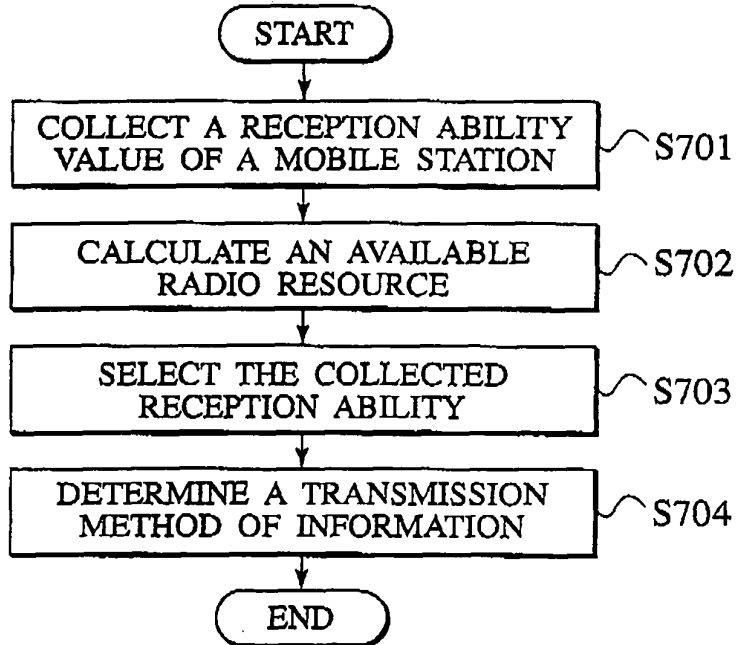 START
COLLECT A RECEPTION ABILITY
VALUE OF A MOBILE STATION
S701
CALCULATE AN AVAILABLE
RADIO RESOURCE
S702
SELECT THE COLLECTED
RECEPTION ABILITY
S703
DETERMINE A TRANSMISSION
METHOD OF INFORMATION
S704
END